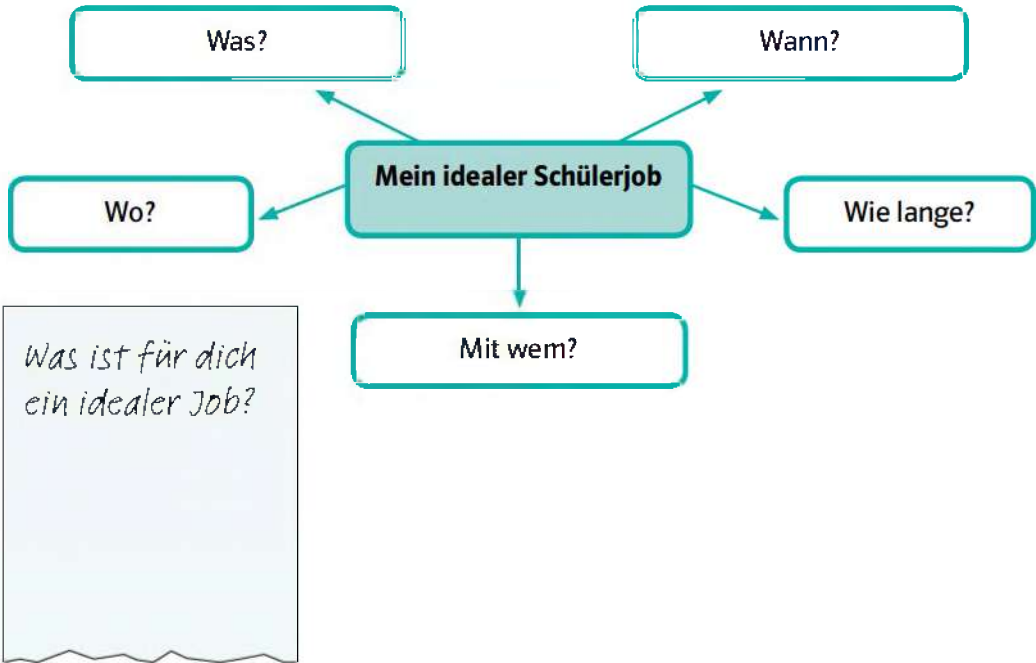 Was?
Wann?
Mein idealer Schülerjob
Wo?
Wie lange?
Mit wem?
Was ist für dich
ein idealer Job?